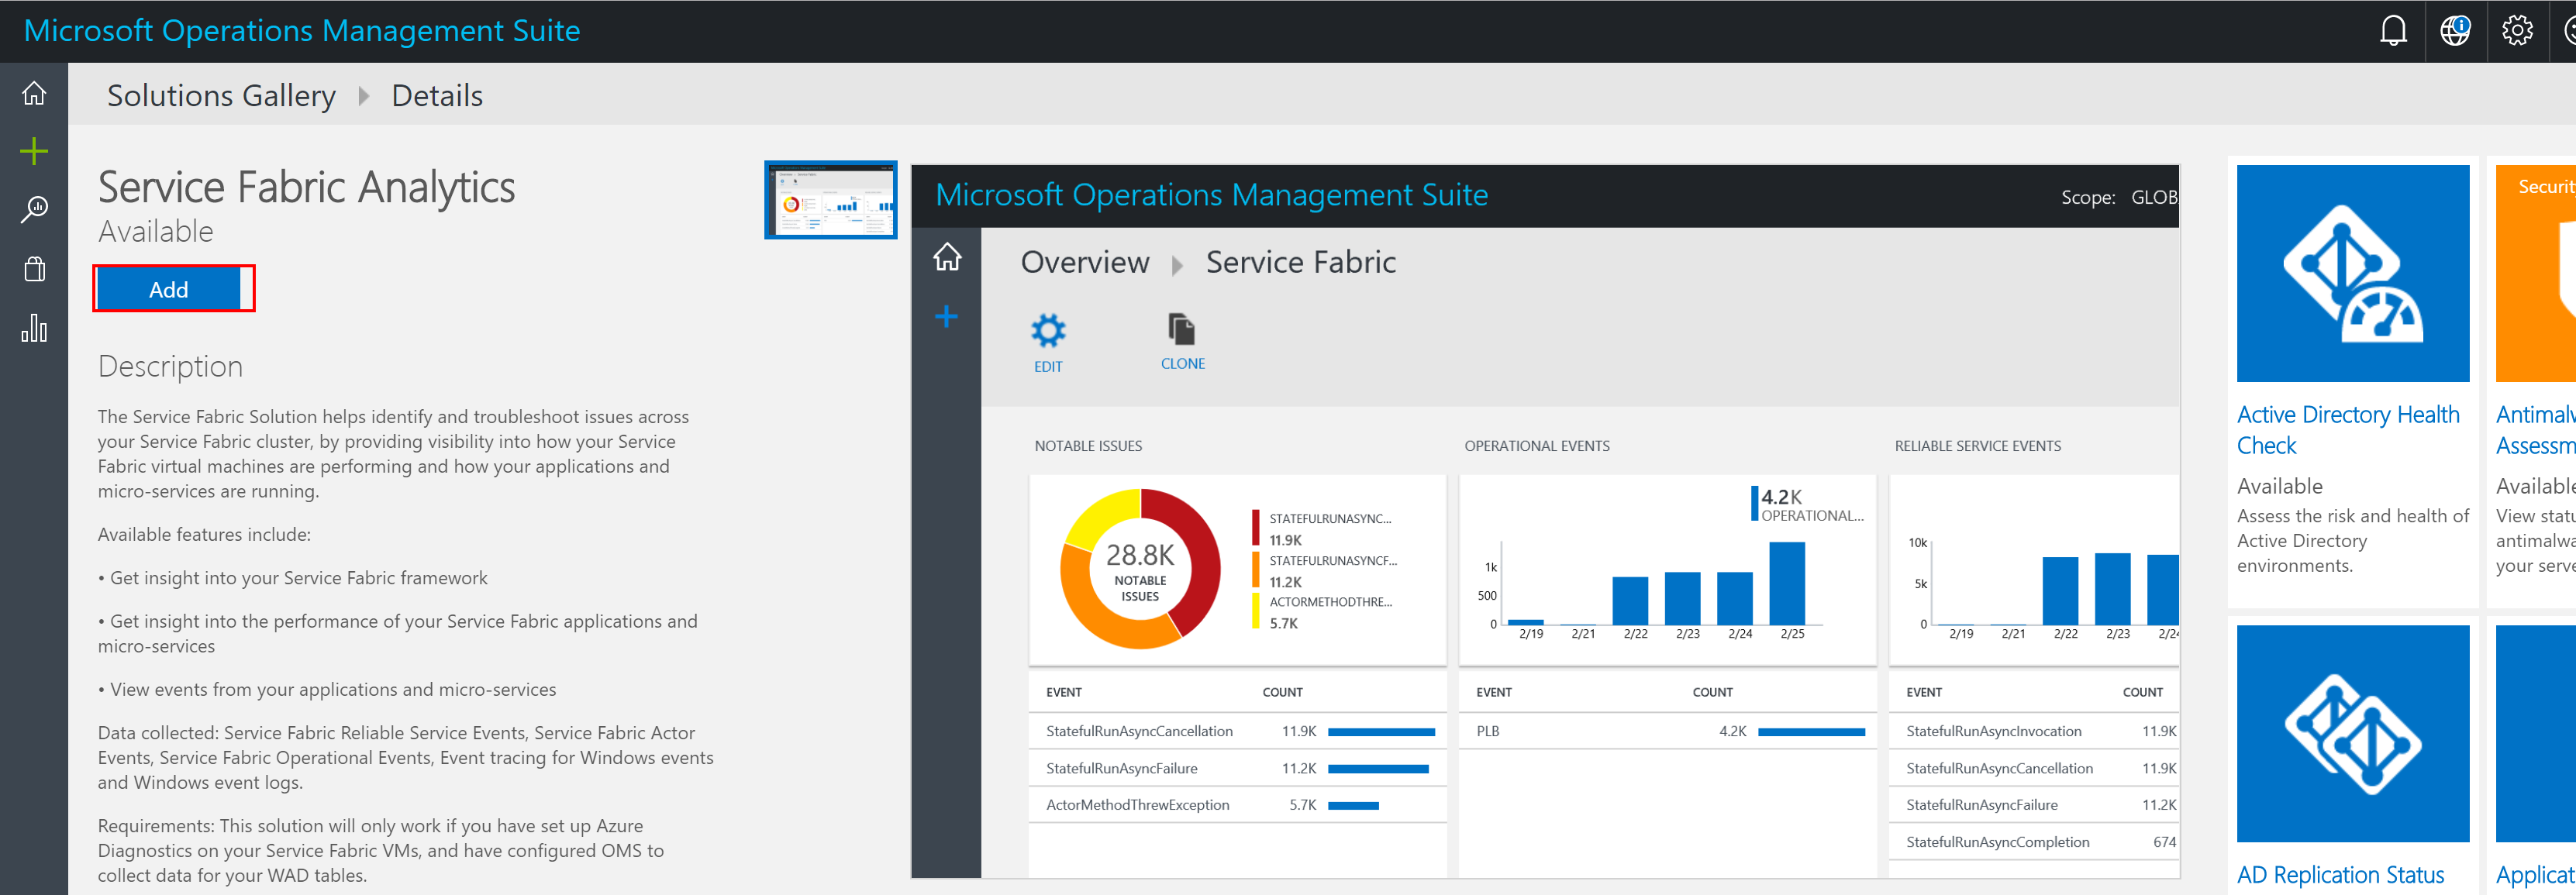 Microsoft Operations Management Suite
Solutions Gallery Details
Service Fabric Analytics
Available
Add
Description
The Service Fabric Solution helps identify and troubleshoot issues across
your Service Fabric cluster, by providing visibility into how your Service
Fabric virtual machines are performing and how your applications and
micro-services are running.
Available features include:
• Get insight into your Service Fabric framework
• Get insight into the performance of your Service Fabric applications and
micro-services
• View events from your applications and micro-services
Data collected: Service Fabric Reliable Service Events, Service Fabric Actor
Events, Service Fabric Operational Events, Event tracing for Windows events
and Windows event logs.
Requirements: This solution will only work if you have set up Azure
Diagnostics on your Service Fabric VMs, and have configured OMS to
collect data for your WAD tables.
Microsoft Operations Management Suite
Scope: GLOB
Overview Service Fabric
EDIT
CLONE
NOTABLE ISSUES
28.8K
NOTABLE
ISSUES
STATEFULRUNASYNC...
11.9K
STATEFULRUNASYNCF...
11.2K
ACTORMETHODTHRE...
5.7K
EVENT COUNT
StatefulRunAsyncCancellation 11.9K
StatefulRunAsyncFailure 11.2K
ActorMethodThrewException 5.7K
OPERATIONAL EVENTS
4.2K
OPERATIONAL...
1k
500
0
2/19 2/21 2/22 2/23 2/24 2/25
EVENT COUNT
PLB 4.2K
RELIABLE SERVICE EVENTS
10k
5k
0
2/19 2/21 2/22 2/23 2/24
EVENT COUNT
StatefulRunAsyncInvocation 11.9K
StatefulRunAsyncCancellation 11.9K
StatefulRunAsyncFailure 11.2K
StatefulRunAsyncCompletion 674
Active Directory Health
Check
Available
Assess the risk and health of
Active Directory
environments.
Securit
Antimalw
Assessm
Available
View statu
antimalwa
your serve
AD Replication Status
Applicat